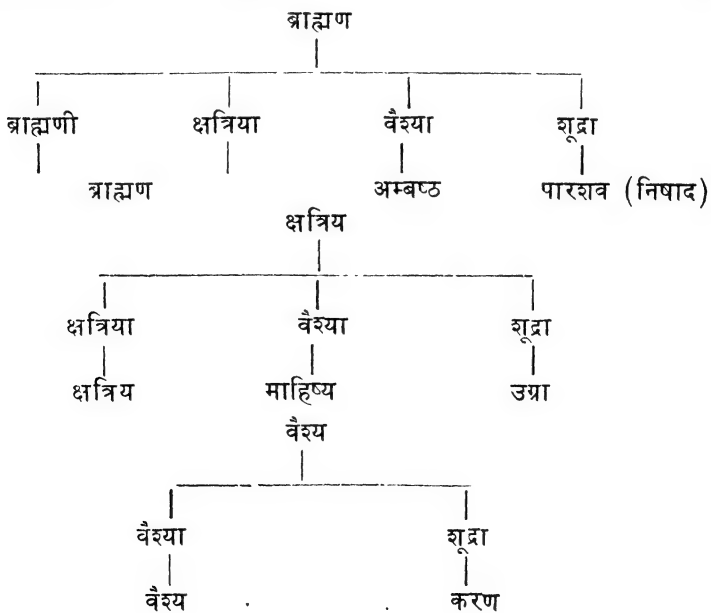 ब्राह्मण
ब्राह्मणी क्षत्रिया वैश्या शूद्रा
ब्राह्मण अम्बष्ठ पारशव (निषाद)
क्षत्रिय
क्षत्रिया वैश्या शूद्रा
क्षत्रिय माहिष्य उग्रा
वैश्य
वैश्या शूद्रा
वैश्य करण